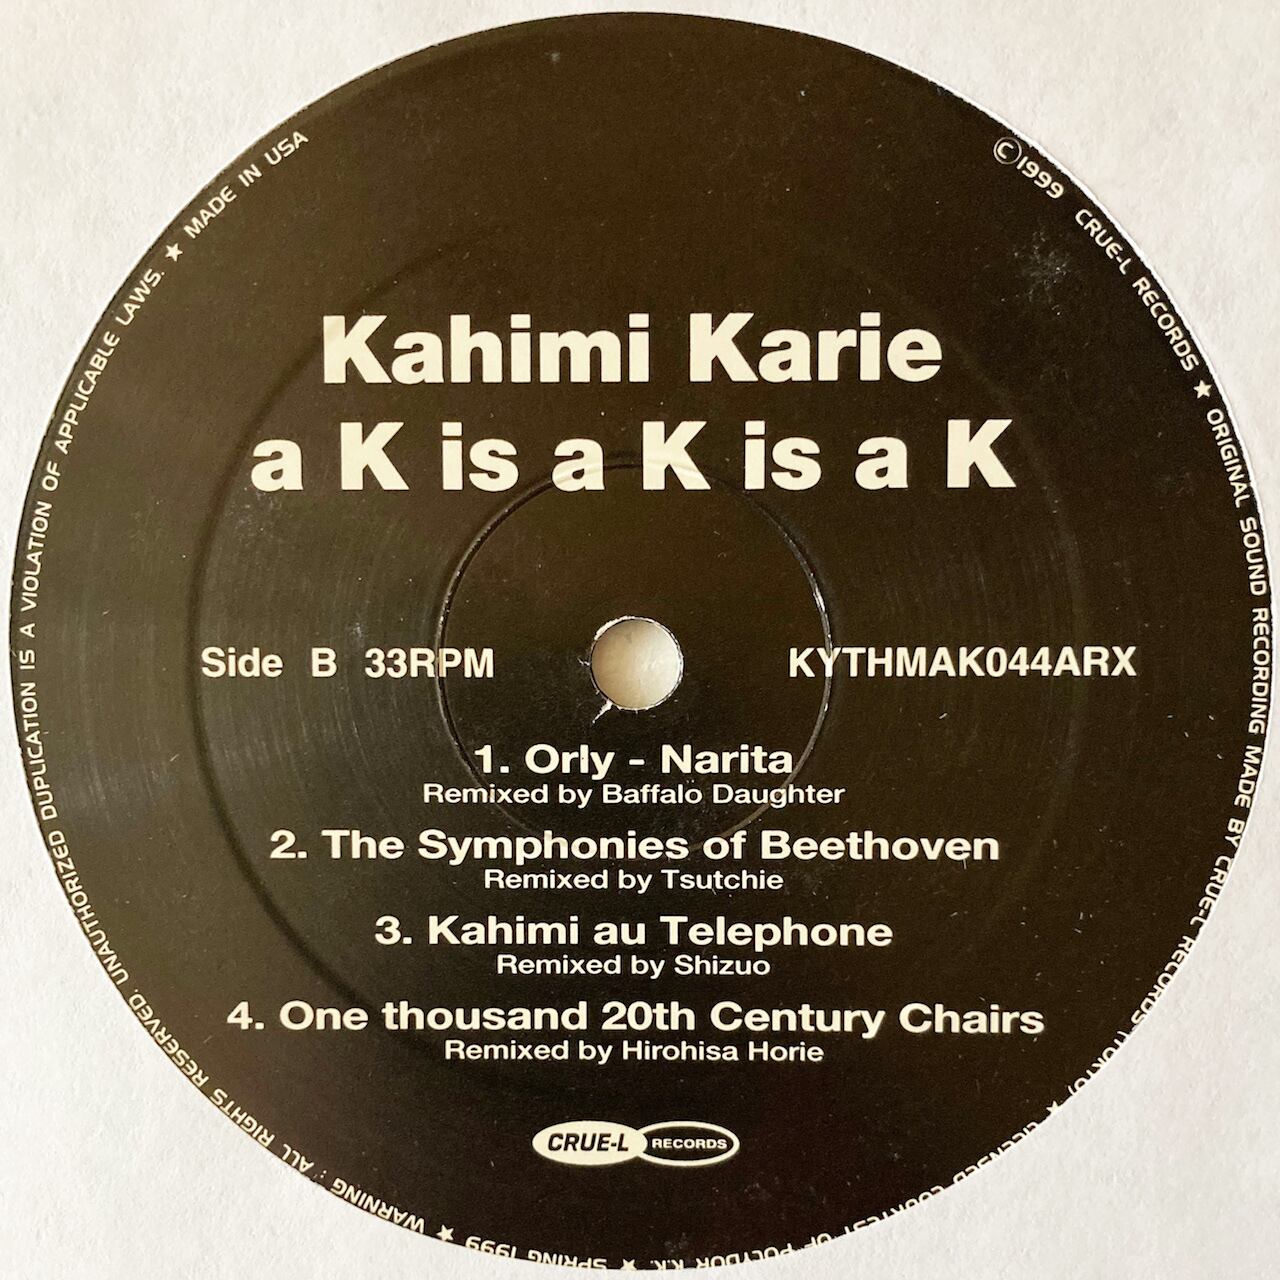 Kahimi Karie
a K is a K is a K
Side B 33RPM
KYTHMAK044ARX
1. Orly - Narita
Remixed by Baffalo Daughter
2. The Symphonies of Beethoven
Remixed by Tsutchie
3. Kahimi au Telephone
Remixed by Shizuo
4. One thousand 20th Century Chairs
Remixed by Hirohisa Horie
CRUE-L RECORDS
©1999 CRUE-L RECORDS ★ ORIGINAL SOUND RECORDING MADE BY CRUE-L RECORDS (TOKYO) ★ LICENSED COURTEST OF POLYDOR K.K. ★ SPRING 1999 ★ WARNING : ALL RIGHTS RESERVED. UNAUTHORIZED DUPLICATION IS A VIOLATION OF APPLICABLE LAWS. ★ MADE IN USA